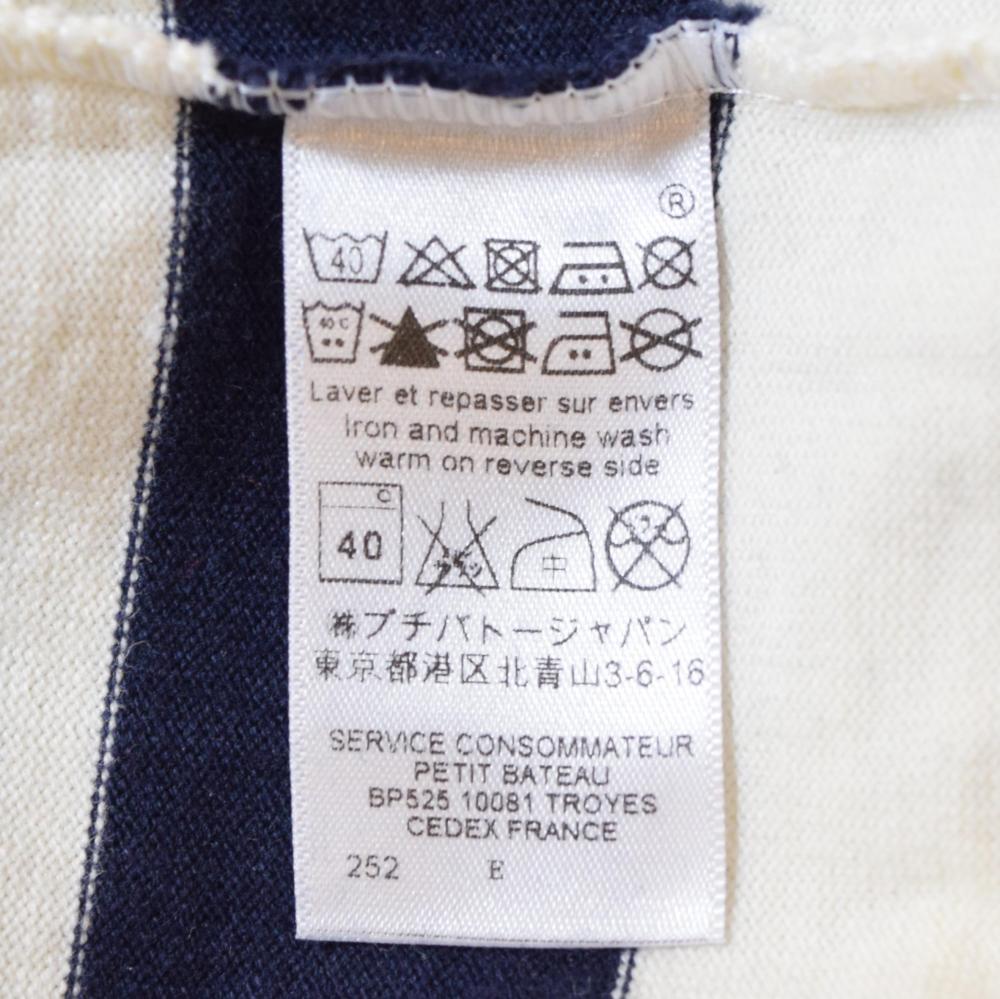 ®
40
40 C
Laver et repasser sur envers
Iron and machine wash
warm on reverse side
C
40
中
㈱プチバトージャパン
東京都港区北青山3-6-16
SERVICE CONSOMMATEUR
PETIT BATEAU
BP525 10081 TROYES
CEDEX FRANCE
252 E